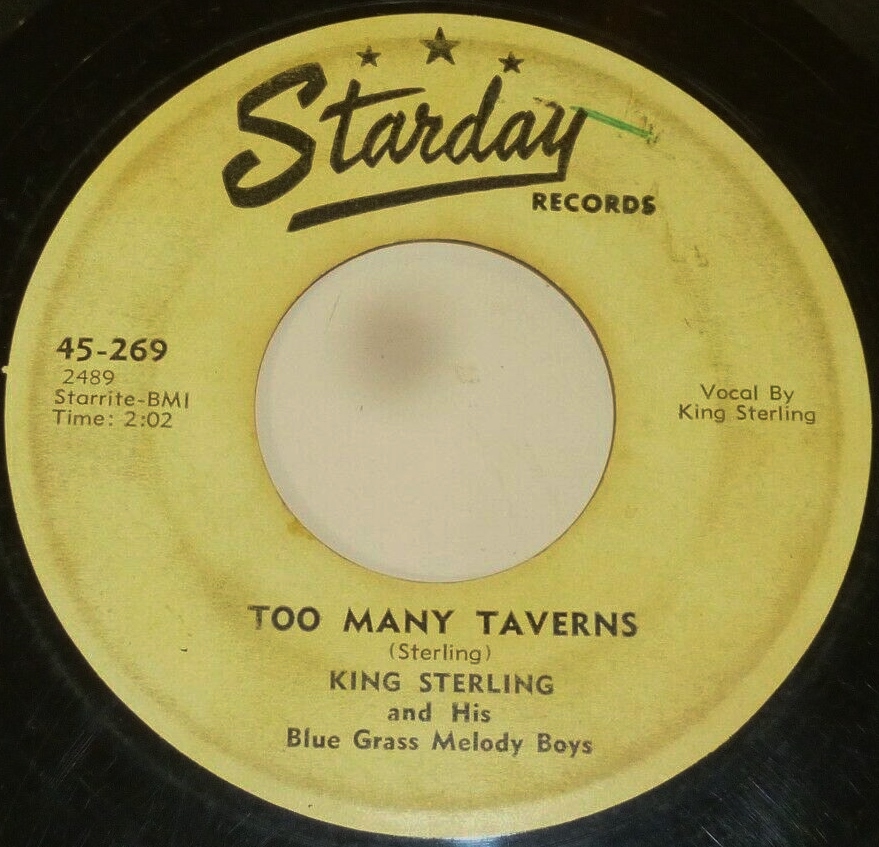 Starday
RECORDS
45-269
2489
Starrite-BMI
Time: 2:02
Vocal By
King Sterling
TOO MANY TAVERNS
(Sterling)
KING STERLING
and His
Blue Grass Melody Boys